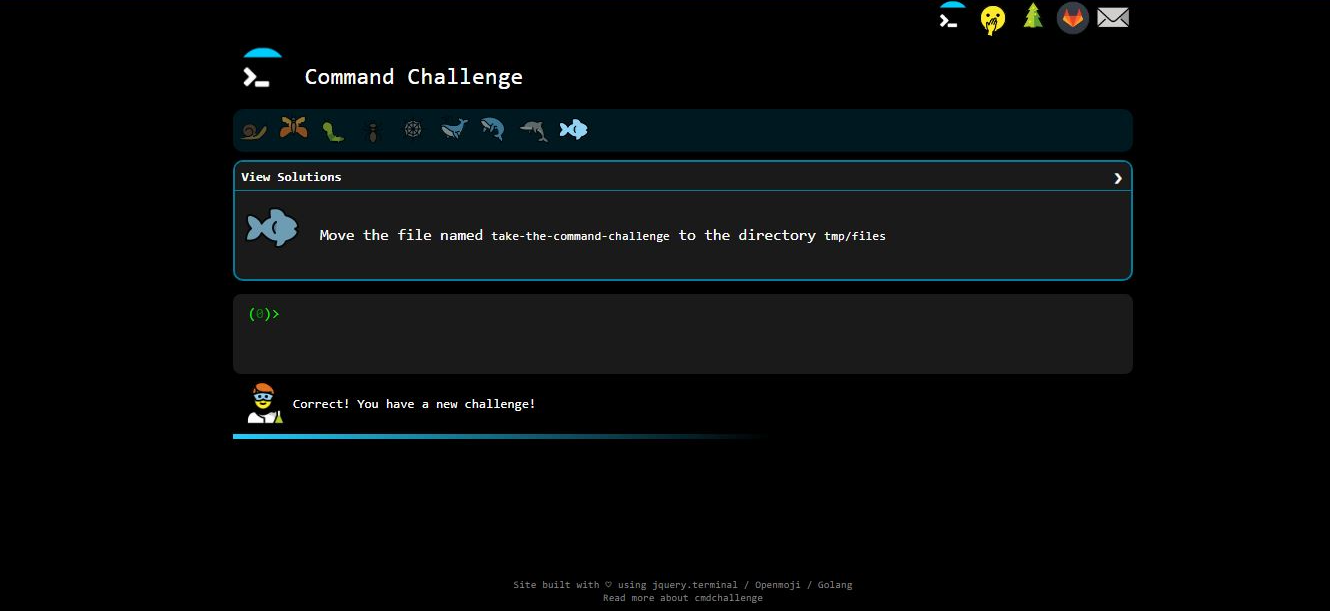 Command Challenge
View Solutions
Move the file named take-the-command-challenge to the directory tmp/files
(0)>
Correct! You have a new challenge!
Site built with ♡ using jquery.terminal / Openmoji / Golang
Read more about cmdchallenge